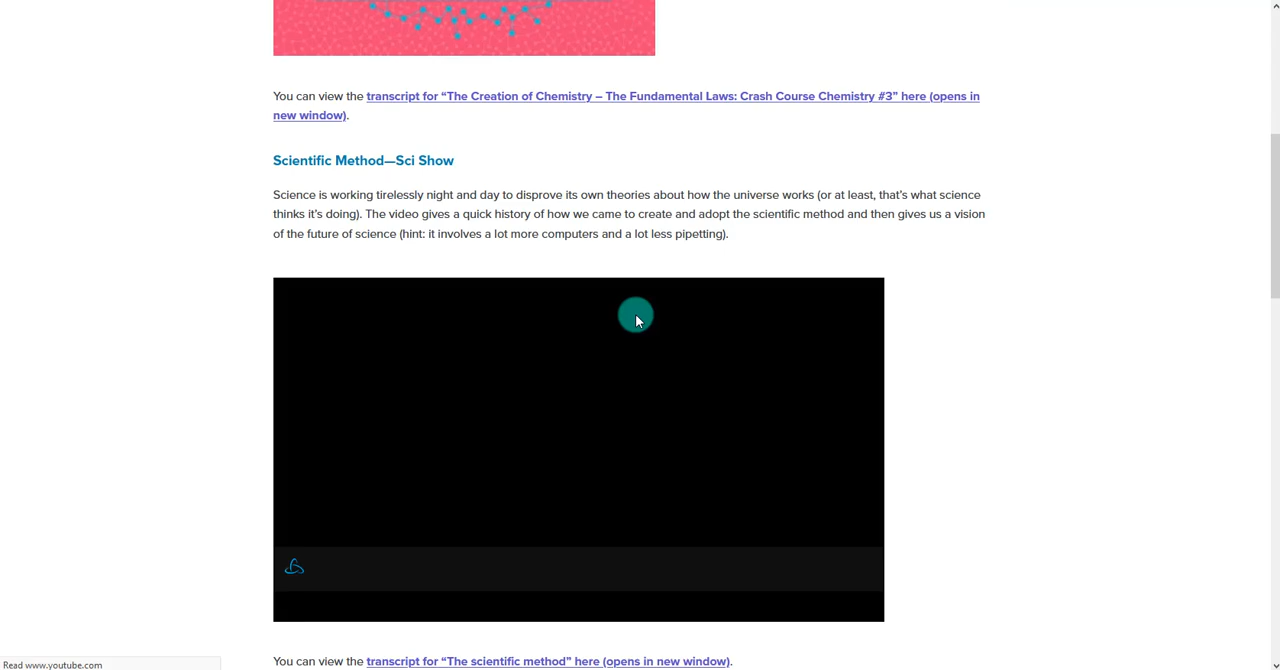 You can view the transcript for “The Creation of Chemistry – The Fundamental Laws: Crash Course Chemistry #3” here (opens in
new window).
Scientific Method—Sci Show
Science is working tirelessly night and day to disprove its own theories about how the universe works (or at least, that’s what science
thinks it’s doing). The video gives a quick history of how we came to create and adopt the scientific method and then gives us a vision
of the future of science (hint: it involves a lot more computers and a lot less pipetting).
You can view the transcript for “The scientific method” here (opens in new window).
Read www.youtube.com